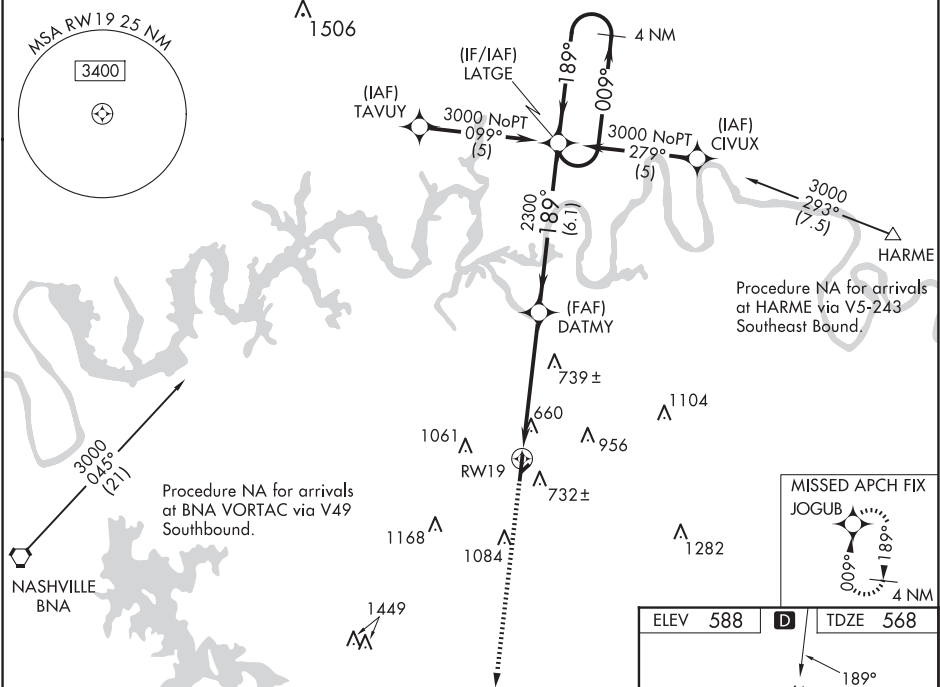 MSA RW19 25 NM
3400
1506
4 NM
189°
009°
(IF/IAF)
LATGE
(IAF)
TAVUY
3000 NoPT
099°
(5)
3000 NoPT
279°
(5)
(IAF)
CIVUX
3000
293°
(7.5)
HARME
2300
189°
(6.1)
Procedure NA for arrivals
at HARME via V5-243
Southeast Bound.
(FAF)
DATMY
739 ±
660
1104
1061
956
RW19
732 ±
3000
045°
(21)
Procedure NA for arrivals
at BNA VORTAC via V49
Southbound.
1168
1084
1282
NASHVILLE
BNA
1449
MISSED APCH FIX
JOGUB
009°
189°
4 NM
ELEV 588
D
TDZE 568
189°